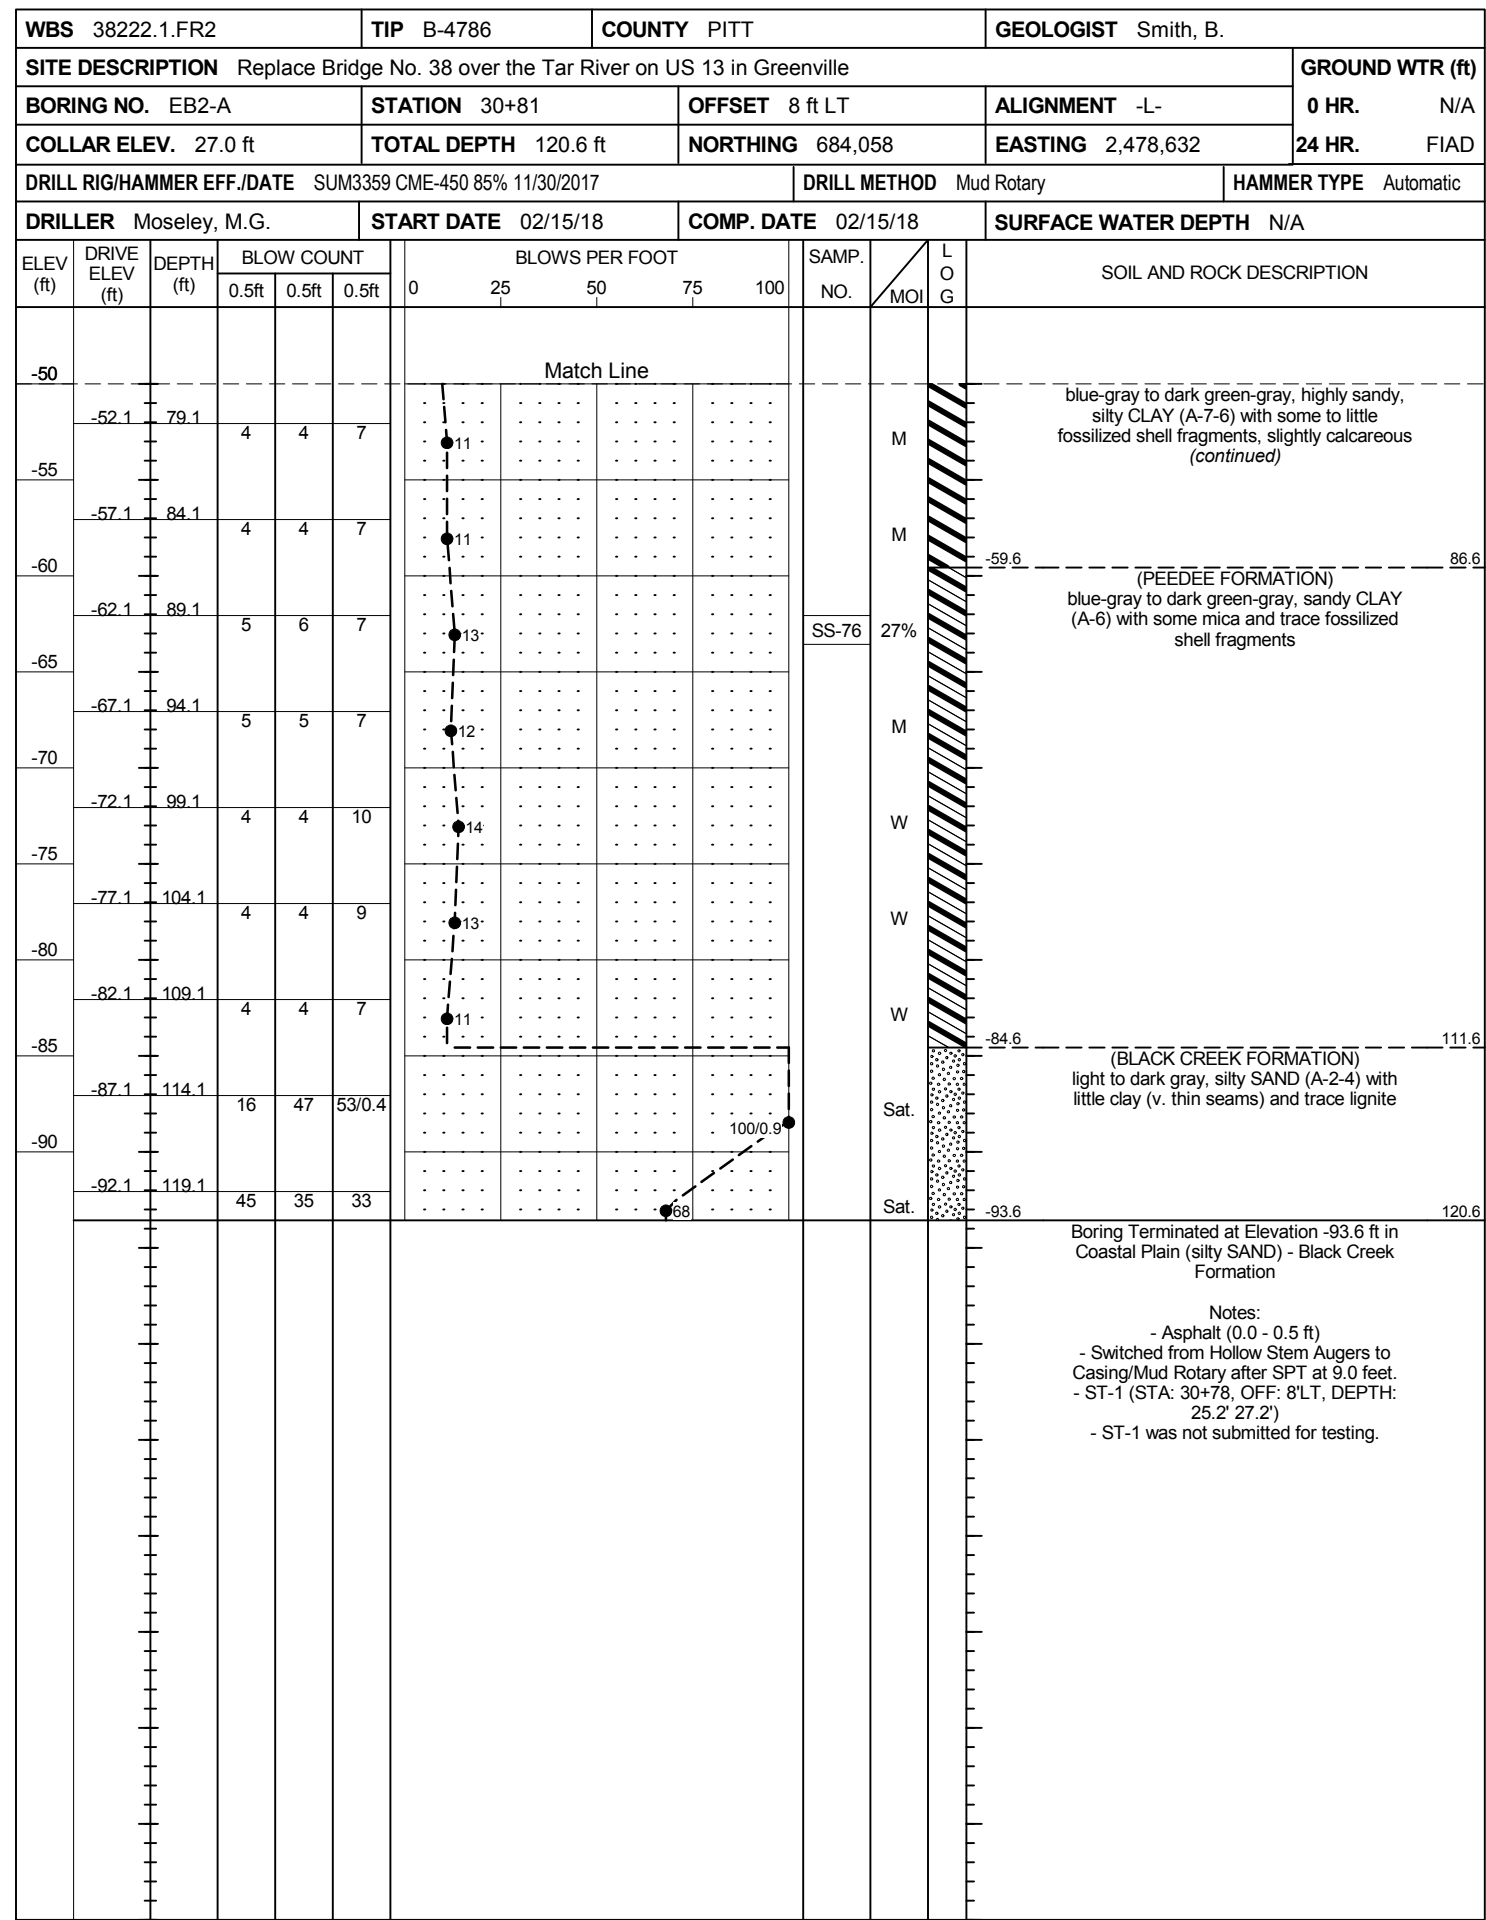 WBS 38222.1.FR2 TIP B-4786 COUNTY PITT GEOLOGIST Smith, B.
SITE DESCRIPTION Replace Bridge No. 38 over the Tar River on US 13 in Greenville GROUND WTR (ft)
BORING NO. EB2-A STATION 30+81 OFFSET 8 ft LT ALIGNMENT -L- 0 HR. N/A
COLLAR ELEV. 27.0 ft TOTAL DEPTH 120.6 ft NORTHING 684,058 EASTING 2,478,632 24 HR. FIAD
DRILL RIG/HAMMER EFF./DATE SUM3359 CME-450 85% 11/30/2017 DRILL METHOD Mud Rotary HAMMER TYPE Automatic
DRILLER Moseley, M.G. START DATE 02/15/18 COMP. DATE 02/15/18 SURFACE WATER DEPTH N/A
ELEV (ft) DRIVE ELEV (ft) DEPTH (ft) BLOW COUNT BLOWS PER FOOT SAMP. NO. MOI LOG SOIL AND ROCK DESCRIPTION
0.5ft 0.5ft 0.5ft 0 25 50 75 100
-50 Match Line
blue-gray to dark green-gray, highly sandy,
silty CLAY (A-7-6) with some to little
fossilized shell fragments, slightly calcareous
(continued)
-52.1 79.1 4 4 7 11 M
-55
-57.1 84.1 4 4 7 11 M
-59.6 86.6
-60
(PEEDEE FORMATION)
blue-gray to dark green-gray, sandy CLAY
(A-6) with some mica and trace fossilized
shell fragments
-62.1 89.1 5 6 7 13 SS-76 27%
-65
-67.1 94.1 5 5 7 12 M
-70
-72.1 99.1 4 4 10 14 W
-75
-77.1 104.1 4 4 9 13 W
-80
-82.1 109.1 4 4 7 11 W
-84.6 111.6
-85
(BLACK CREEK FORMATION)
light to dark gray, silty SAND (A-2-4) with
little clay (v. thin seams) and trace lignite
-87.1 114.1 16 47 53/0.4 100/0.9 Sat.
-90
-92.1 119.1 45 35 33 68 Sat.
-93.6 120.6
Boring Terminated at Elevation -93.6 ft in
Coastal Plain (silty SAND) - Black Creek
Formation
Notes:
- Asphalt (0.0 - 0.5 ft)
- Switched from Hollow Stem Augers to
Casing/Mud Rotary after SPT at 9.0 feet.
- ST-1 (STA: 30+78, OFF: 8'LT, DEPTH:
25.2' 27.2')
- ST-1 was not submitted for testing.